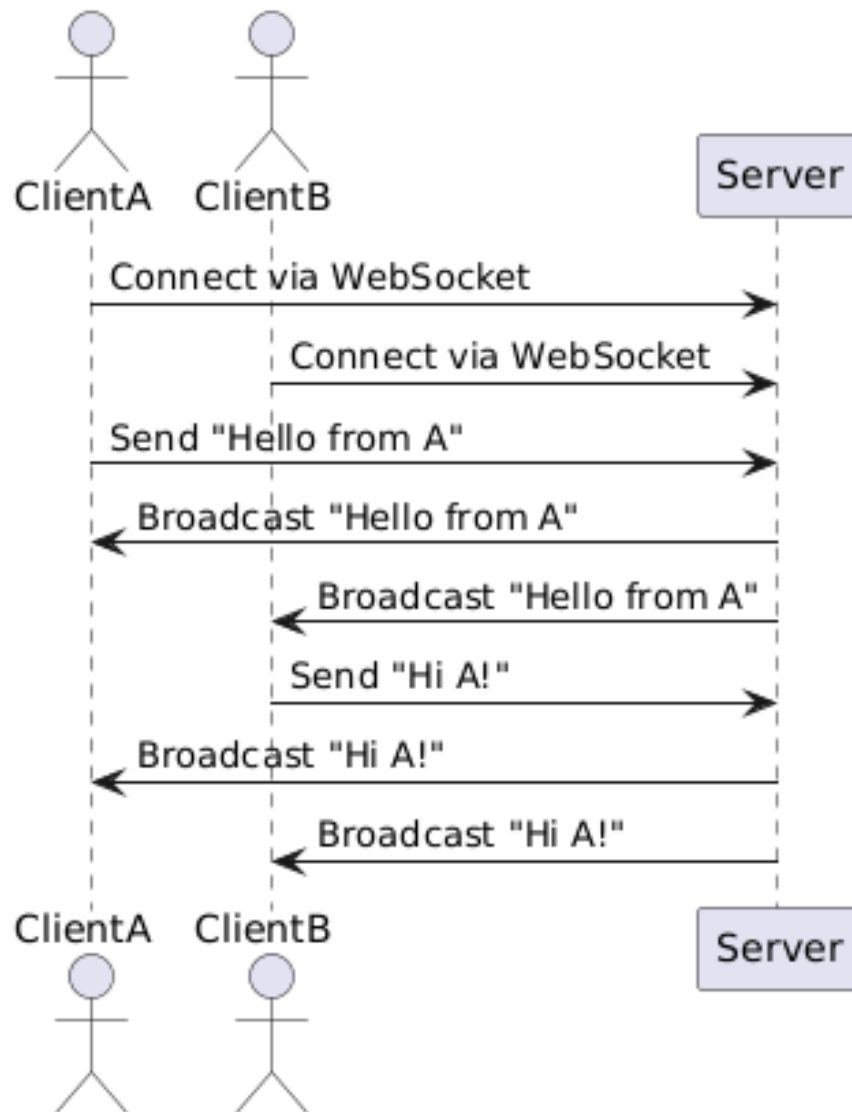 ClientA
ClientB
Server
Connect via WebSocket
Connect via WebSocket
Send "Hello from A"
Broadcast "Hello from A"
Broadcast "Hello from A"
Send "Hi A!"
Broadcast "Hi A!"
Broadcast "Hi A!"
ClientA
ClientB
Server